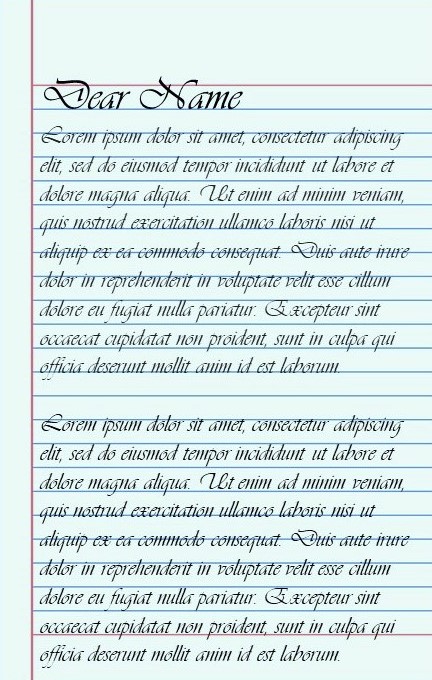 Dear Name
Lorem ipsum dolor sit amet, consectetur adipiscing
elit, sed do eiusmod tempor incididunt ut labore et
dolore magna aliqua. Ut enim ad minim veniam,
quis nostrud exercitation ullamco laboris nisi ut
aliquip ex ea commodo consequat. Duis aute irure
dolor in reprehenderit in voluptate velit esse cillum
dolore eu fugiat nulla pariatur. Excepteur sint
occaecat cupidatat non proident, sunt in culpa qui
officia deserunt mollit anim id est laborum.
Lorem ipsum dolor sit amet, consectetur adipiscing
elit, sed do eiusmod tempor incididunt ut labore et
dolore magna aliqua. Ut enim ad minim veniam,
quis nostrud exercitation ullamco laboris nisi ut
aliquip ex ea commodo consequat. Duis aute irure
dolor in reprehenderit in voluptate velit esse cillum
dolore eu fugiat nulla pariatur. Excepteur sint
occaecat cupidatat non proident, sunt in culpa qui
officia deserunt mollit anim id est laborum.